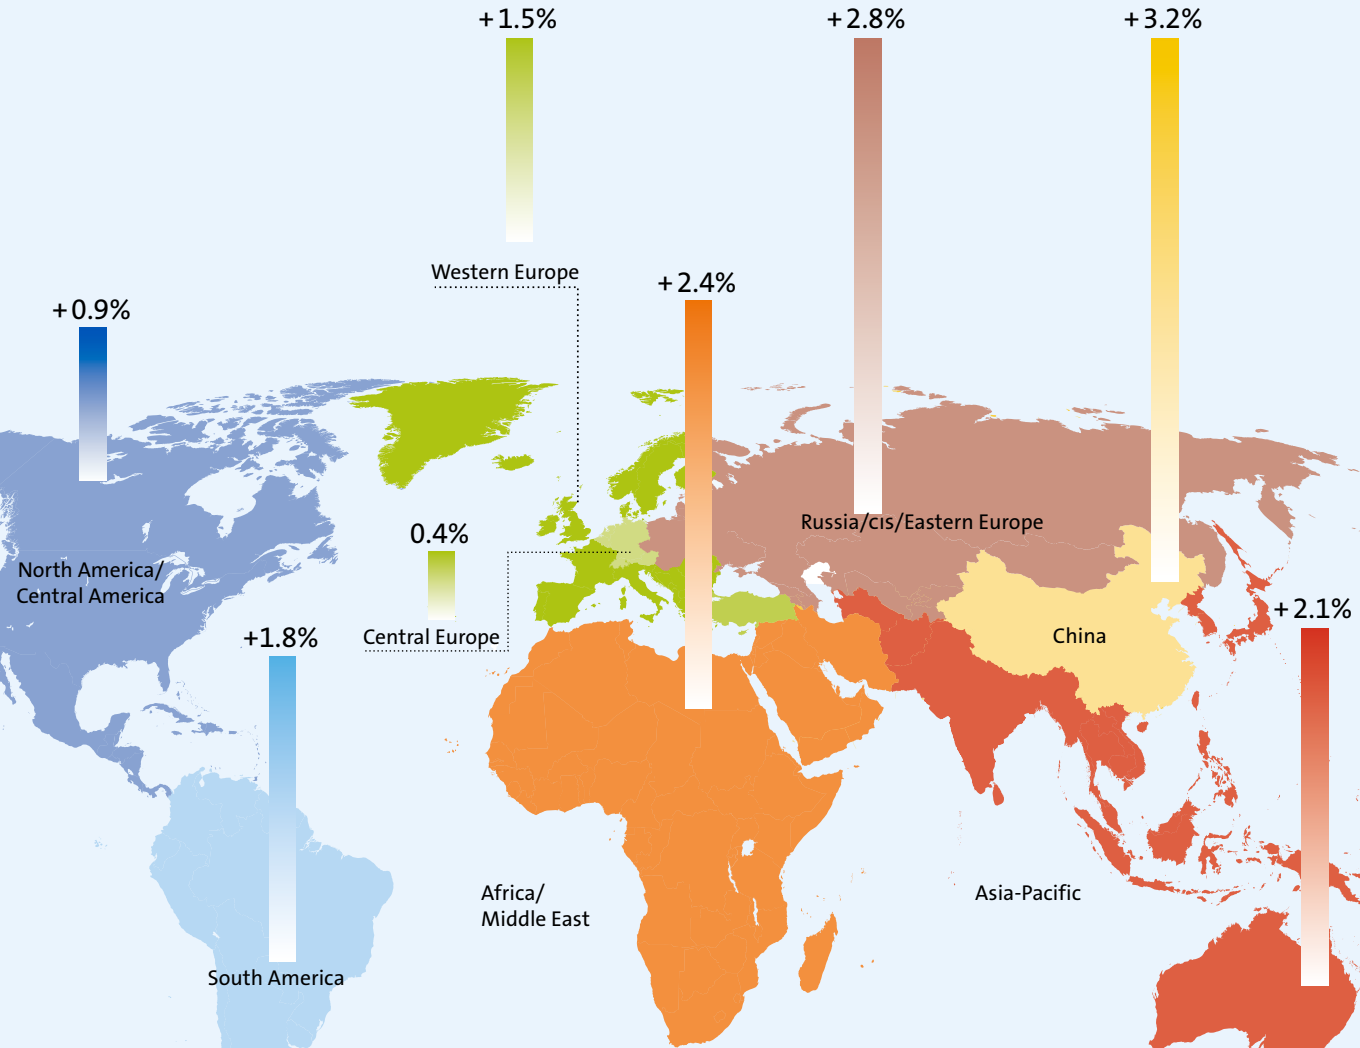 +1.5%
+2.8%
+3.2%
Western Europe
+2.4%
+0.9%
Russia/CIS/Eastern Europe
0.4%
North America/
Central America
+2.1%
Central Europe
China
+1.8%
Africa/
Middle East
Asia-Pacific
South America